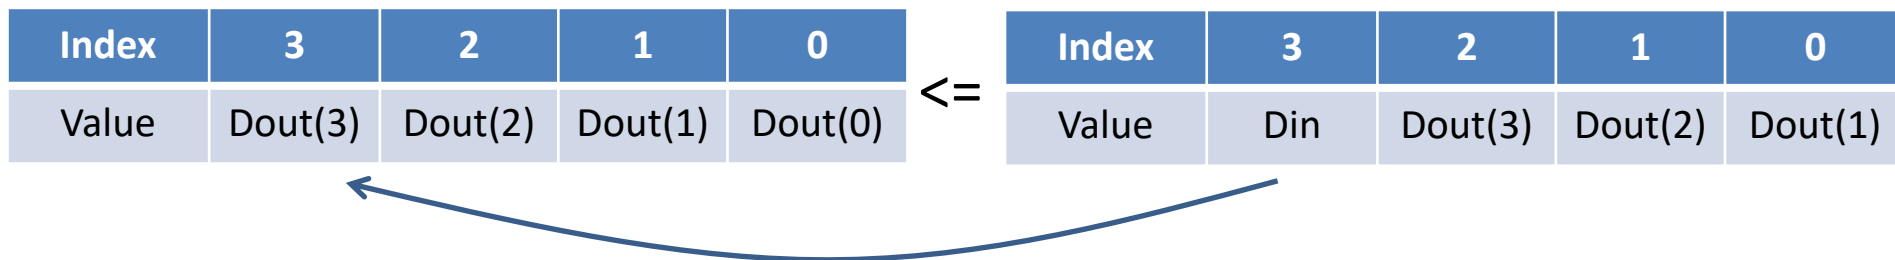 Index 3 2 1 0 <= Index 3 2 1 0
Value Dout(3) Dout(2) Dout(1) Dout(0) Value Din Dout(3) Dout(2) Dout(1)